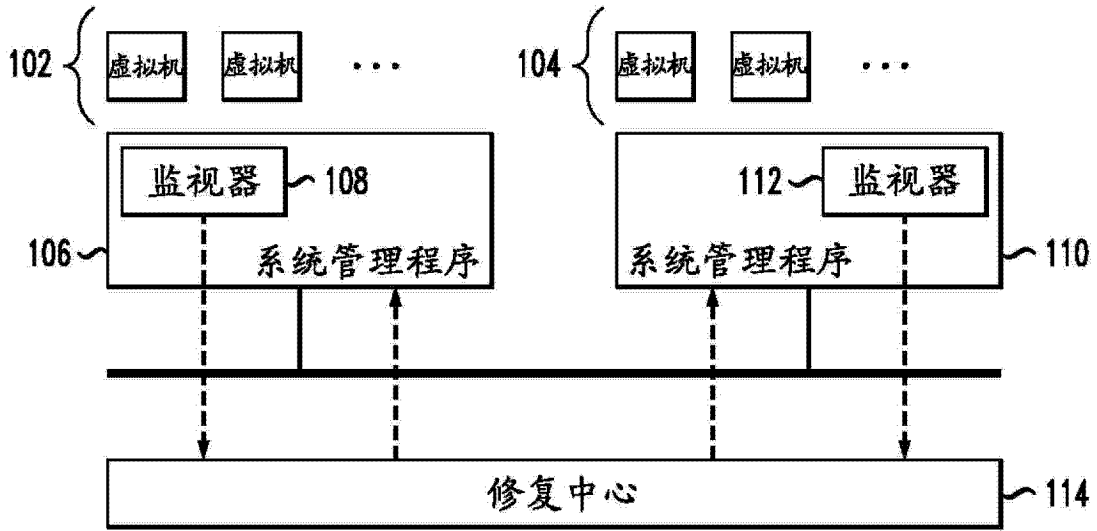 102 虚拟机 虚拟机 ··· 104 虚拟机 虚拟机 ···
监视器 108 112 监视器
106 系统管理程序 系统管理程序 110
修复中心 114